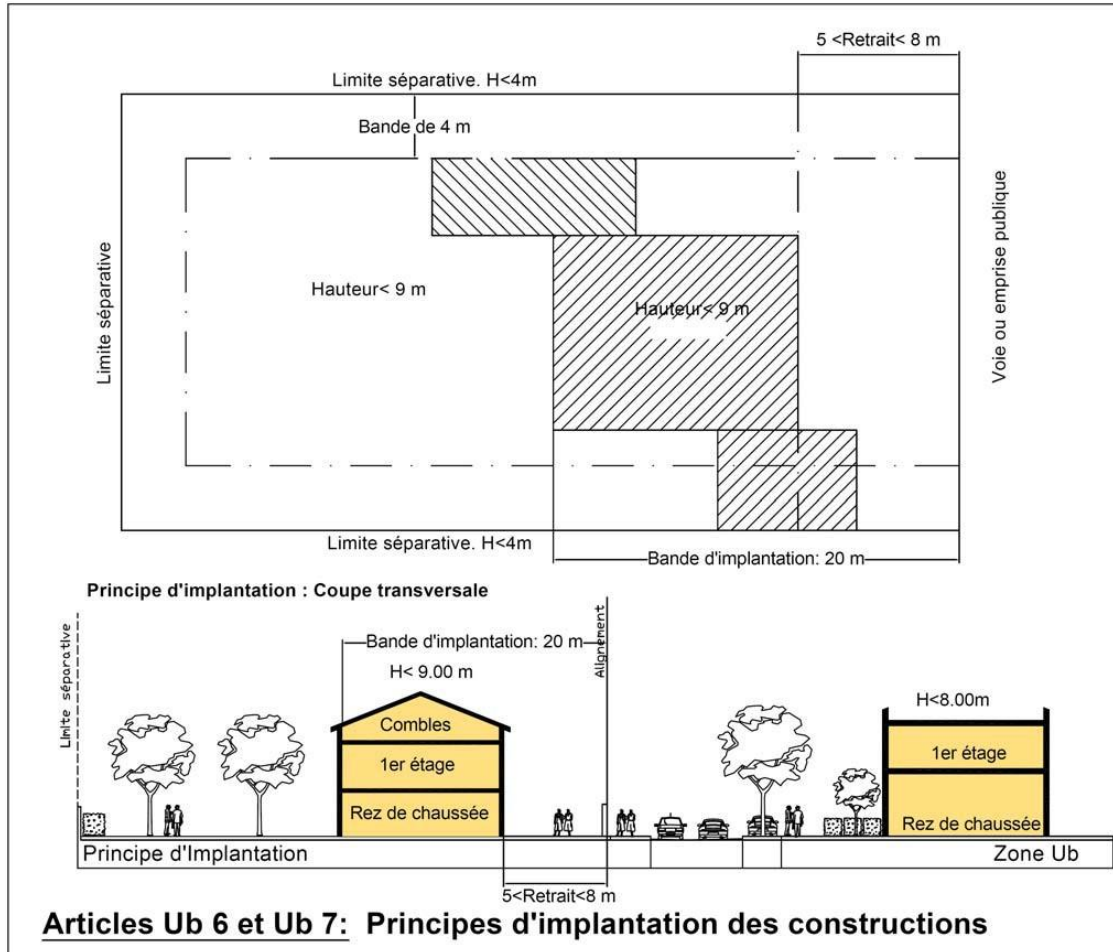 5 <Retrait< 8 m
Limite séparative. H<4m
Bande de 4 m
Limite séparative
Hauteur< 9 m
Hauteur< 9 m
Voie ou emprise publique
Limite séparative. H<4m
Bande d'implantation: 20 m
Principe d'implantation : Coupe transversale
Limite séparative
Bande d'implantation: 20 m
Alignement
H< 9.00 m
H<8.00m
Combles
1er étage
1er étage
Rez de chaussée
Rez de chaussée
Principe d'Implantation
Zone Ub
5<Retrait<8 m
Articles Ub 6 et Ub 7: Principes d'implantation des constructions